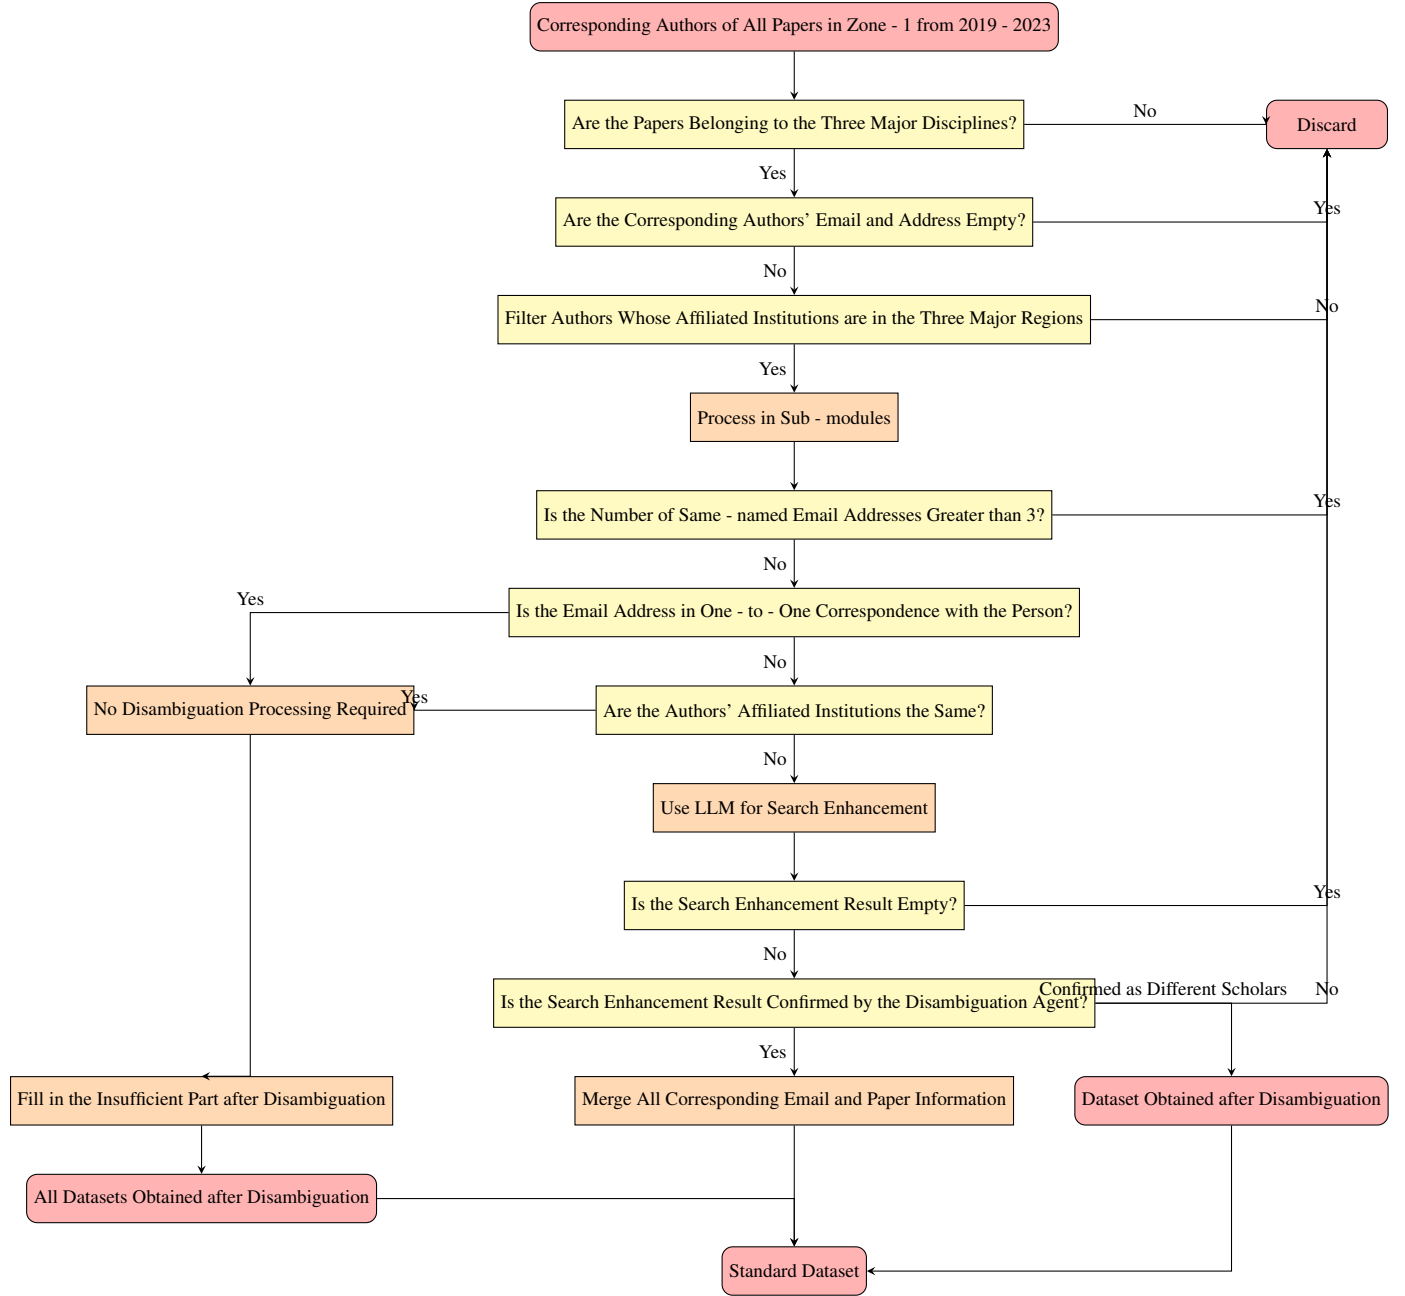 Corresponding Authors of All Papers in Zone - 1 from 2019 - 2023
Are the Papers Belonging to the Three Major Disciplines?
No
Discard
Yes
Are the Corresponding Authors’ Email and Address Empty?
Yes
No
Filter Authors Whose Affiliated Institutions are in the Three Major Regions
No
Yes
Process in Sub - modules
Is the Number of Same - named Email Addresses Greater than 3?
Yes
No
Yes
Is the Email Address in One - to - One Correspondence with the Person?
No
No Disambiguation Processing Required
Yes
Are the Authors’ Affiliated Institutions the Same?
No
Use LLM for Search Enhancement
Is the Search Enhancement Result Empty?
Yes
No
Is the Search Enhancement Result Confirmed by the Disambiguation Agent?
Confirmed as Different Scholars
No
Yes
Fill in the Insufficient Part after Disambiguation
Merge All Corresponding Email and Paper Information
Dataset Obtained after Disambiguation
All Datasets Obtained after Disambiguation
Standard Dataset